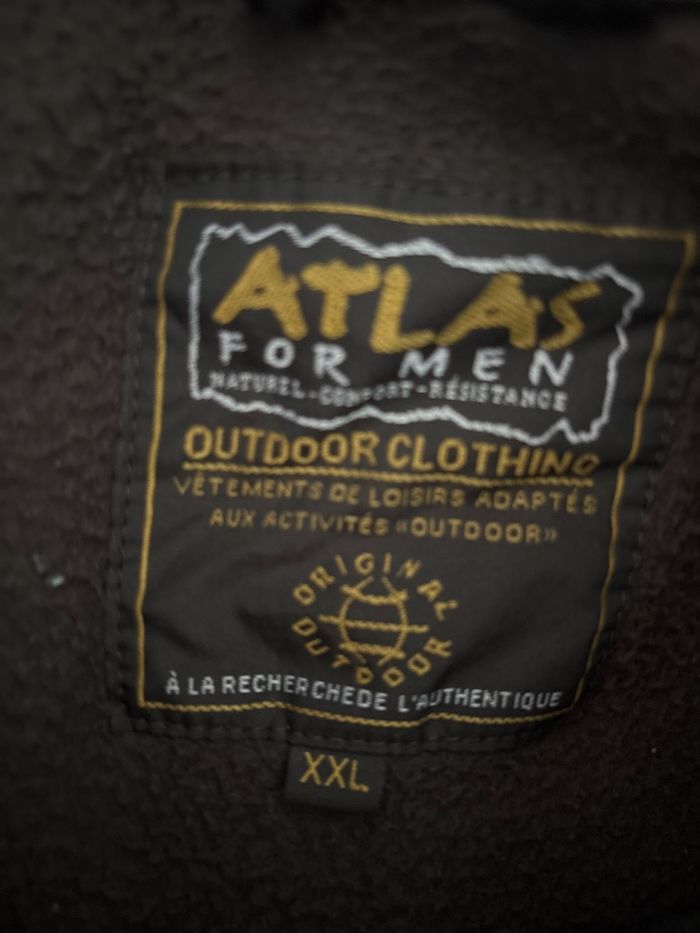 ATLAS
FOR MEN
NATUREL-CONFORT-RÉSISTANCE
OUTDOOR CLOTHING
VÊTEMENTS DE LOISIRS ADAPTÉS
AUX ACTIVITÉS «OUTDOOR»
ORIGINAL
OUTDOOR
À LA RECHERCHEDE L'AUTHENTIQUE
XXL